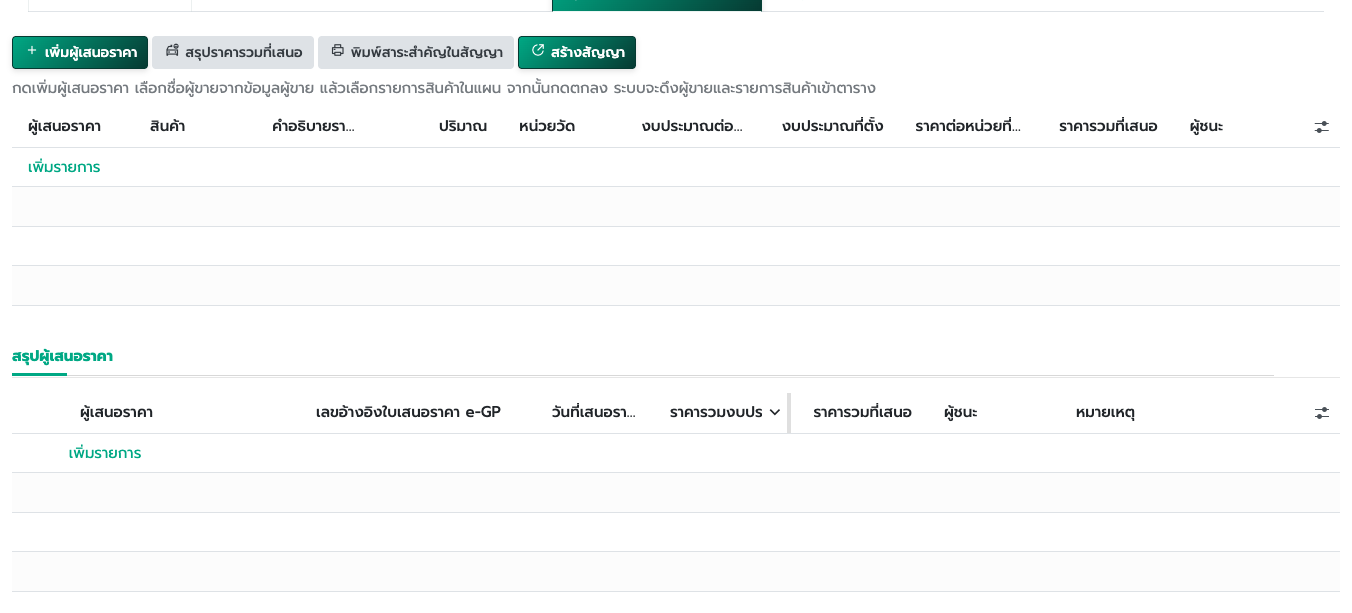 เพิ่มผู้เสนอราคา สรุปราคารวมที่เสนอ พิมพ์สาระสำคัญในสัญญา สร้างสัญญา
กดเพิ่มผู้เสนอราคา เลือกชื่อผู้ขายจากข้อมูลผู้ขาย แล้วเลือกรายการสินค้าในแผน จากนั้นกดตกลง ระบบจะดึงผู้ขายและรายการสินค้าเข้าตาราง
ผู้เสนอราคา สินค้า คำอธิบายรา... ปริมาณ หน่วยวัด งบประมาณต่อ... งบประมาณที่ตั้ง ราคาต่อหน่วยที่... ราคารวมที่เสนอ ผู้ชนะ
เพิ่มรายการ
สรุปผู้เสนอราคา
ผู้เสนอราคา เลขอ้างอิงใบเสนอราคา e-GP วันที่เสนอรา... ราคารวมงบปร ราคารวมที่เสนอ ผู้ชนะ หมายเหตุ
เพิ่มรายการ